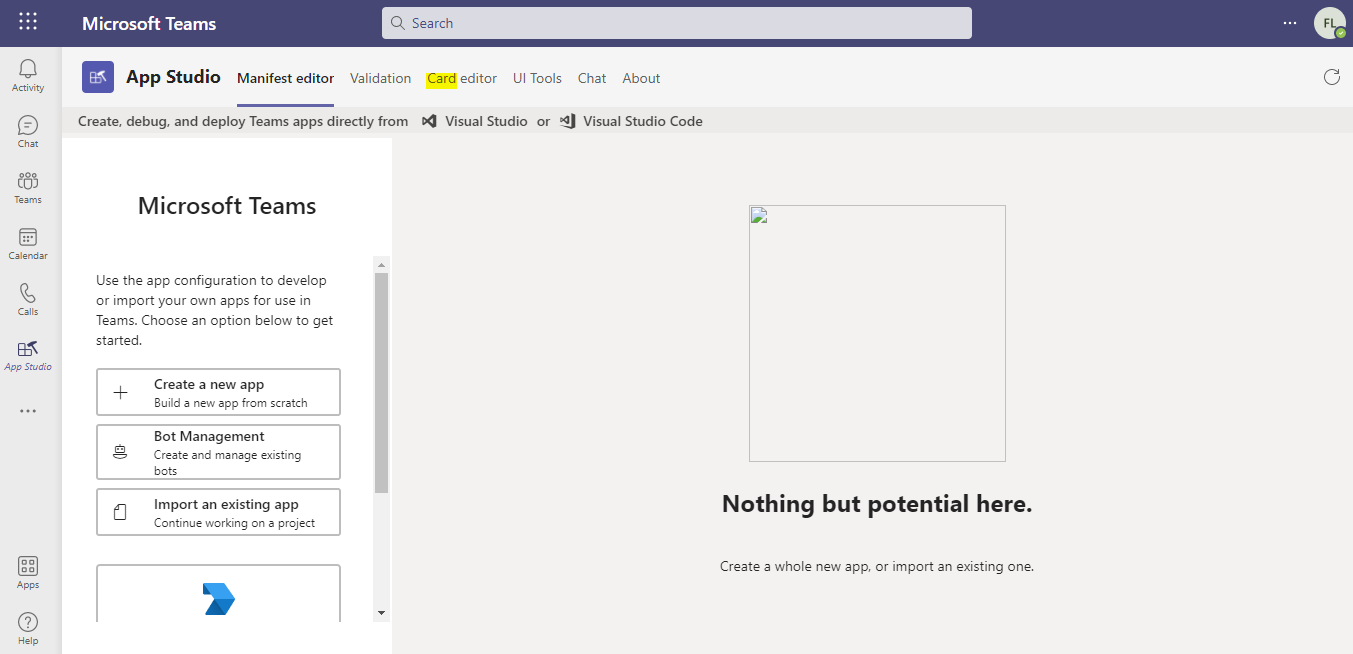 Microsoft Teams
Search
FL
Activity
Chat
Teams
Calendar
Calls
App Studio
Apps
Help
App Studio
Manifest editor
Validation
Card editor
UI Tools
Chat
About
Create, debug, and deploy Teams apps directly from Visual Studio or Visual Studio Code
Microsoft Teams
Use the app configuration to develop
or import your own apps for use in
Teams. Choose an option below to get
started.
Create a new app
Build a new app from scratch
Bot Management
Create and manage existing
bots
Import an existing app
Continue working on a project
Nothing but potential here.
Create a whole new app, or import an existing one.